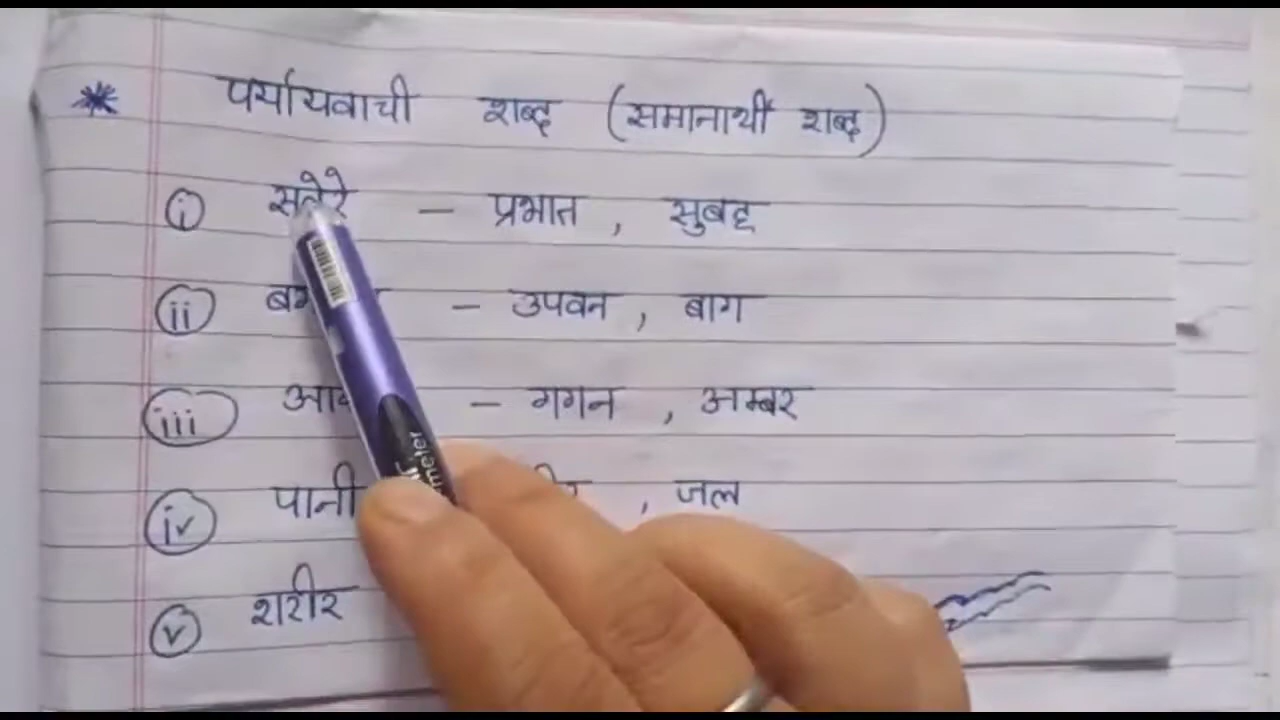 पर्यायवाची शब्द (समानार्थी शब्द)
i सवेरे - प्रभात, सुबह
ii - उपवन, बाग
iii - गगन, अम्बर
iv पानी , जल
v शरीर